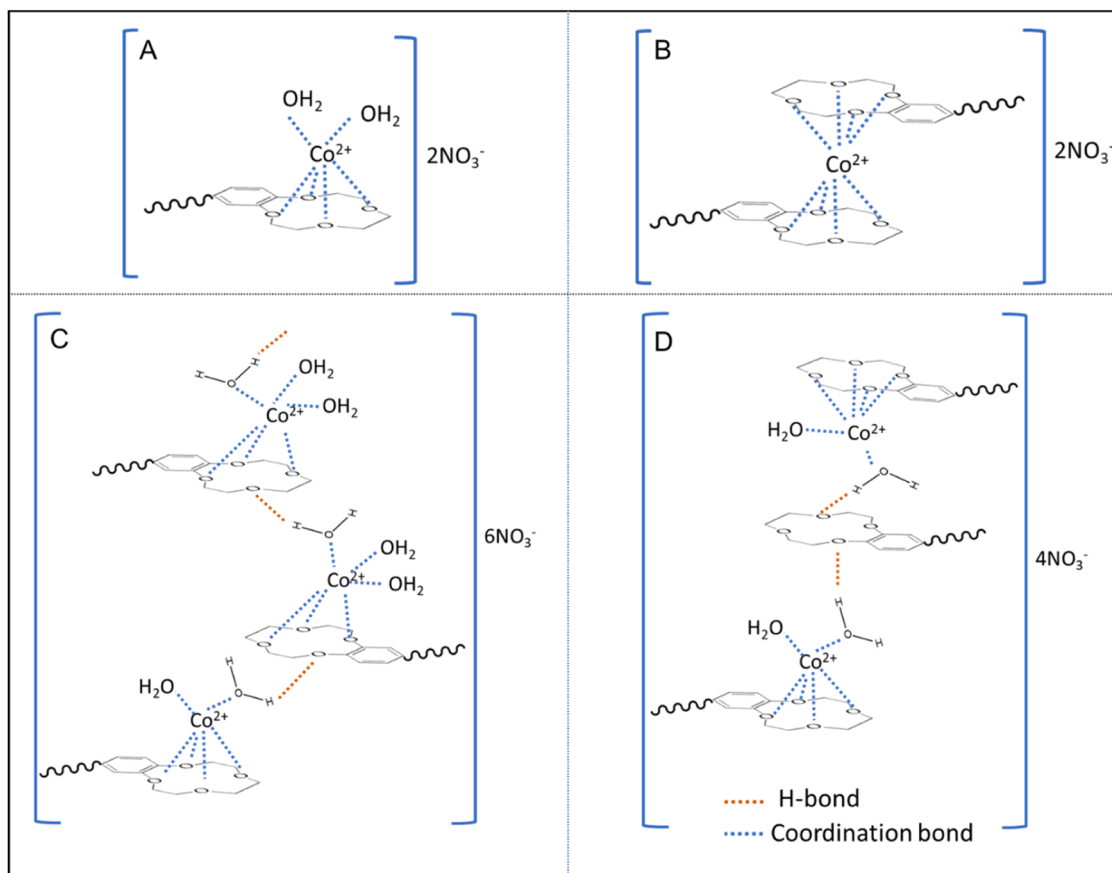 A
OH₂
OH₂
Co²⁺
O
O
O
O
2NO₃⁻
B
O
O
O
O
Co²⁺
O
O
O
O
2NO₃⁻
C
H
H
O
OH₂
OH₂
Co²⁺
O
O
O
O
H
H
O
OH₂
OH₂
Co²⁺
O
O
O
O
H
H₂O
O
H
Co²⁺
O
O
O
O
6NO₃⁻
D
O
O
O
O
H₂O
Co²⁺
O
H
H
O
O
O
H
H₂O
O
H
Co²⁺
O
O
O
O
4NO₃⁻
H-bond
Coordination bond